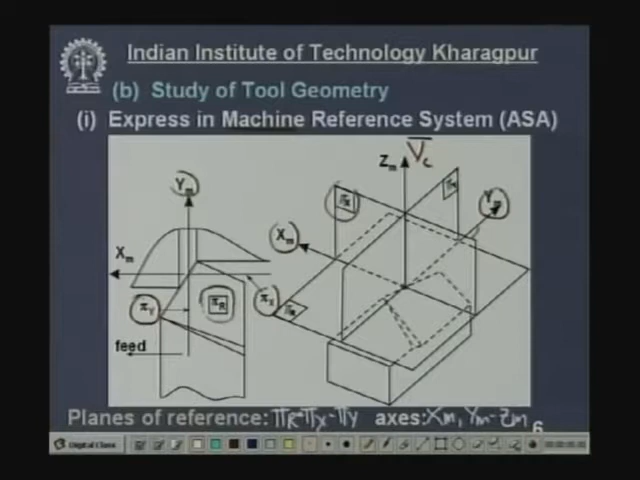 Indian Institute of Technology Kharagpur
(b) Study of Tool Geometry
(i) Express in Machine Reference System (ASA)
Zm Vc
Ym
πX
Ym
Xm
Xm
πY
πR
πX
πR
feed
Planes of reference: πR-πX-πY axes: Xm, Ym-Zm
6
Digital Class